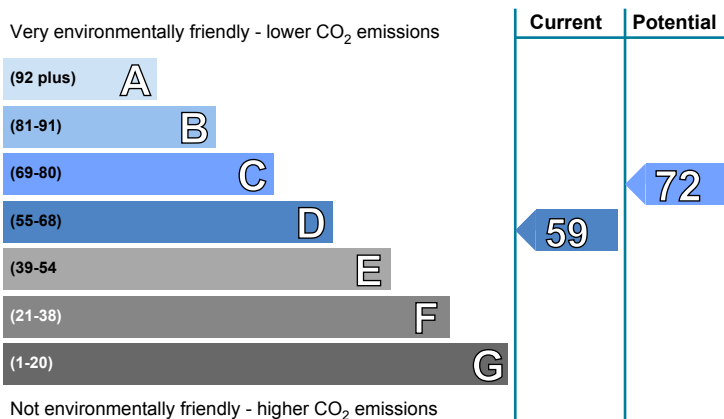 Very environmentally friendly - lower CO2 emissions
Current
Potential
(92 plus) A
(81-91) B
(69-80) C
72
(55-68) D
59
(39-54 E
(21-38) F
(1-20) G
Not environmentally friendly - higher CO2 emissions